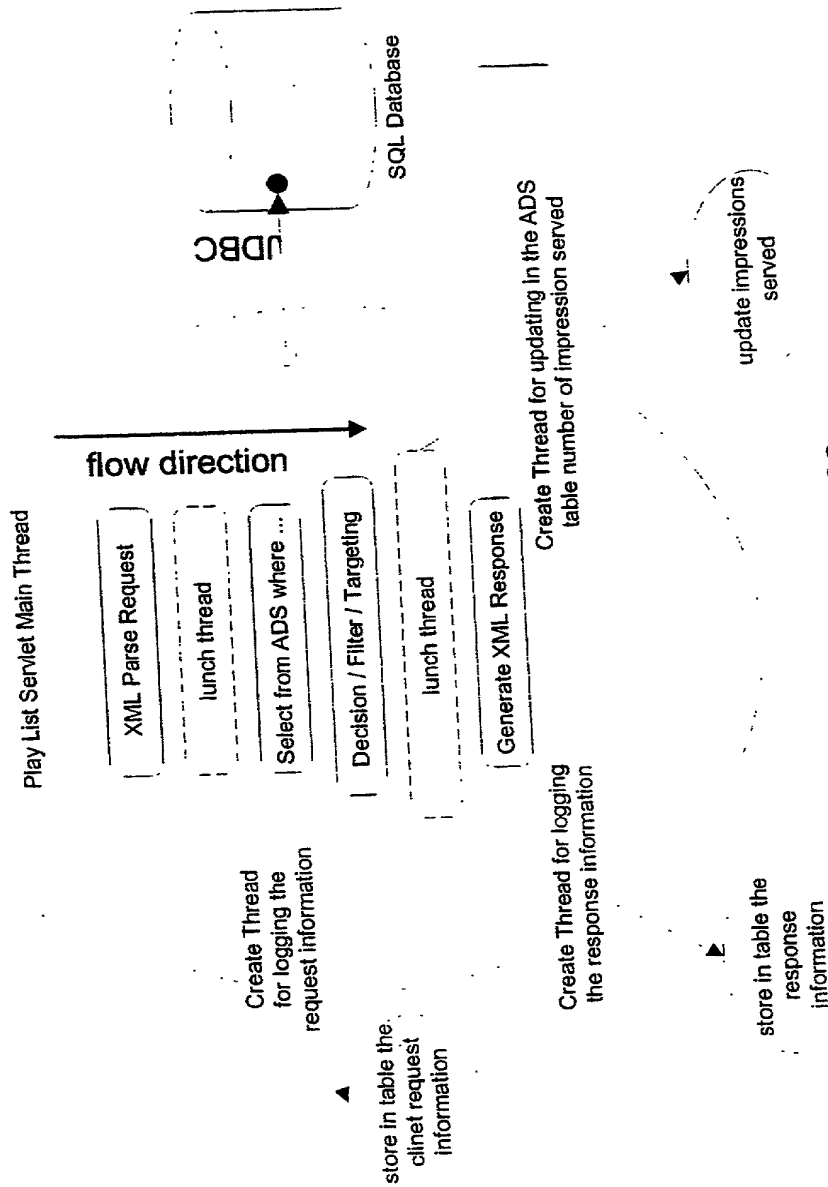 Play List Servlet Main Thread
XML Parse Request
lunch thread
Select from ADS where ...
Decision / Filter / Targeting
lunch thread
Generate XML Response
flow direction
JDBC
SQL Database
Create Thread
for logging the
request information
store in table the
clinet request
information
Create Thread for logging
the response information
store in table the
response
information
Create Thread for updating in the ADS
table number of impression served
update impressions
served